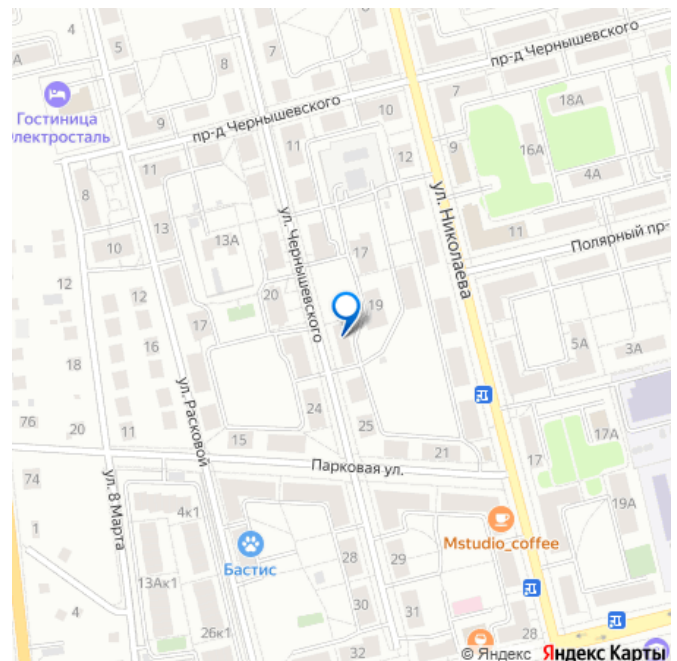 4
5
7
пр-д Чернышевского
А
8
7
18А
Гостиница
лектросталь
9
пр-д Чернышевского
10
11
12
9
16А
11
4А
8
13
13А
ул. Чернышевского
ул. Николаева
11
Полярный пр-
10
17
12
12
20
19
17
16
5А
3А
18
ул. Расковой
24
25
76
20
11
15
21
17
17А
74
Парковая ул.
ул. 8 Марта
19А
4к1
1
Mstudio_coffee
Бастис
28
29
13Ак1
30
31
4
26к1
28
32
© Яндекс Яндекс Карты